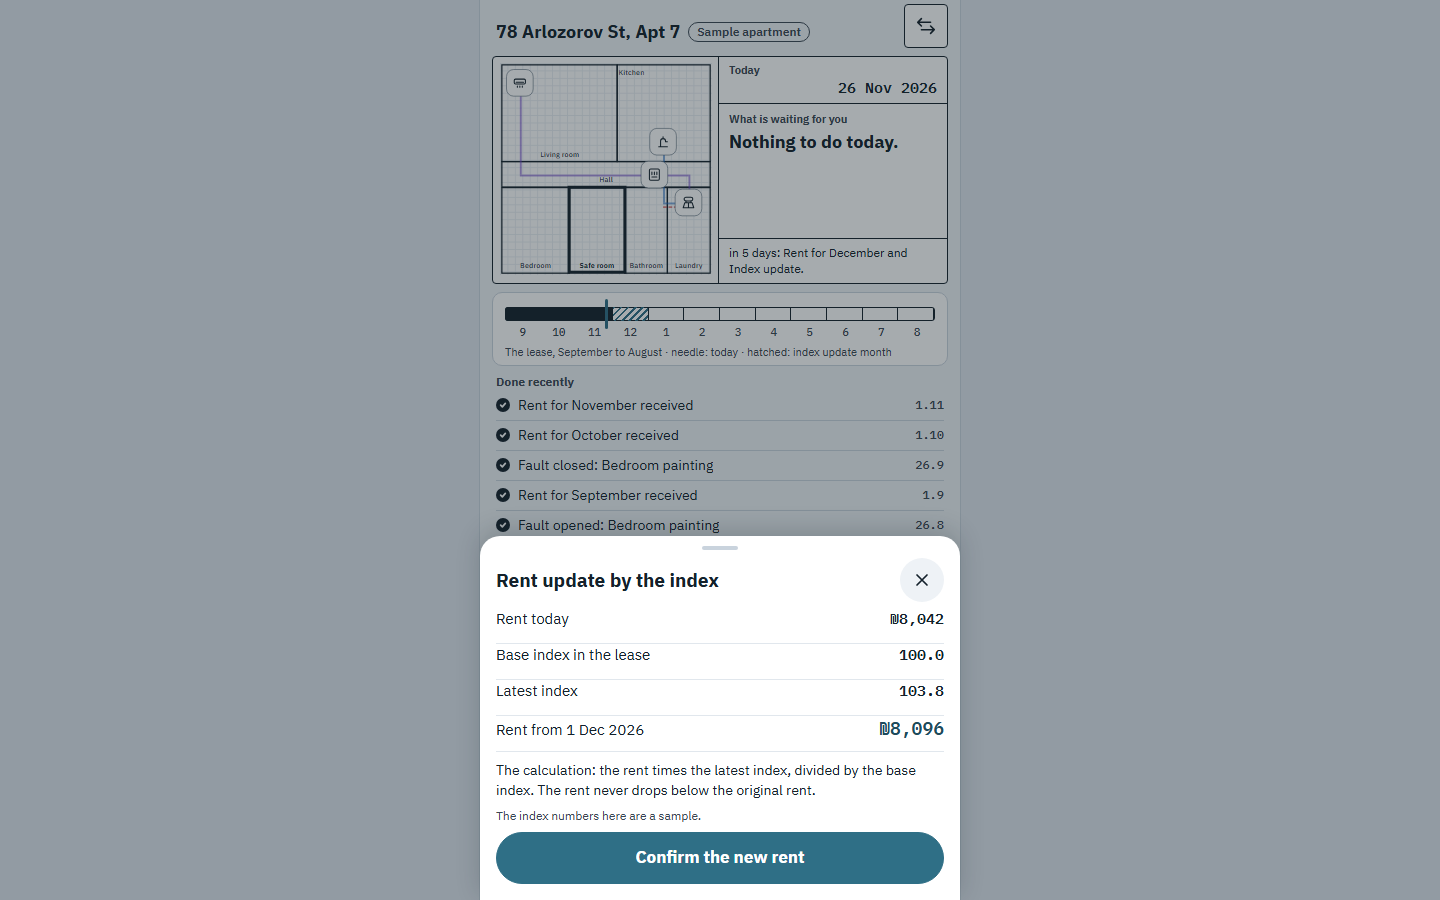 78 Arlozorov St, Apt 7
Sample apartment
Kitchen
Living room
Hall
Bedroom
Safe room
Bathroom
Laundry
Today
26 Nov 2026
What is waiting for you
Nothing to do today.
in 5 days: Rent for December and
Index update.
9 10 11 12 1 2 3 4 5 6 7 8
The lease, September to August · needle: today · hatched: index update month
Done recently
Rent for November received 1.11
Rent for October received 1.10
Fault closed: Bedroom painting 26.9
Rent for September received 1.9
Fault opened: Bedroom painting 26.8
Rent update by the index
Rent today ₪8,042
Base index in the lease 100.0
Latest index 103.8
Rent from 1 Dec 2026 ₪8,096
The calculation: the rent times the latest index, divided by the base
index. The rent never drops below the original rent.
The index numbers here are a sample.
Confirm the new rent